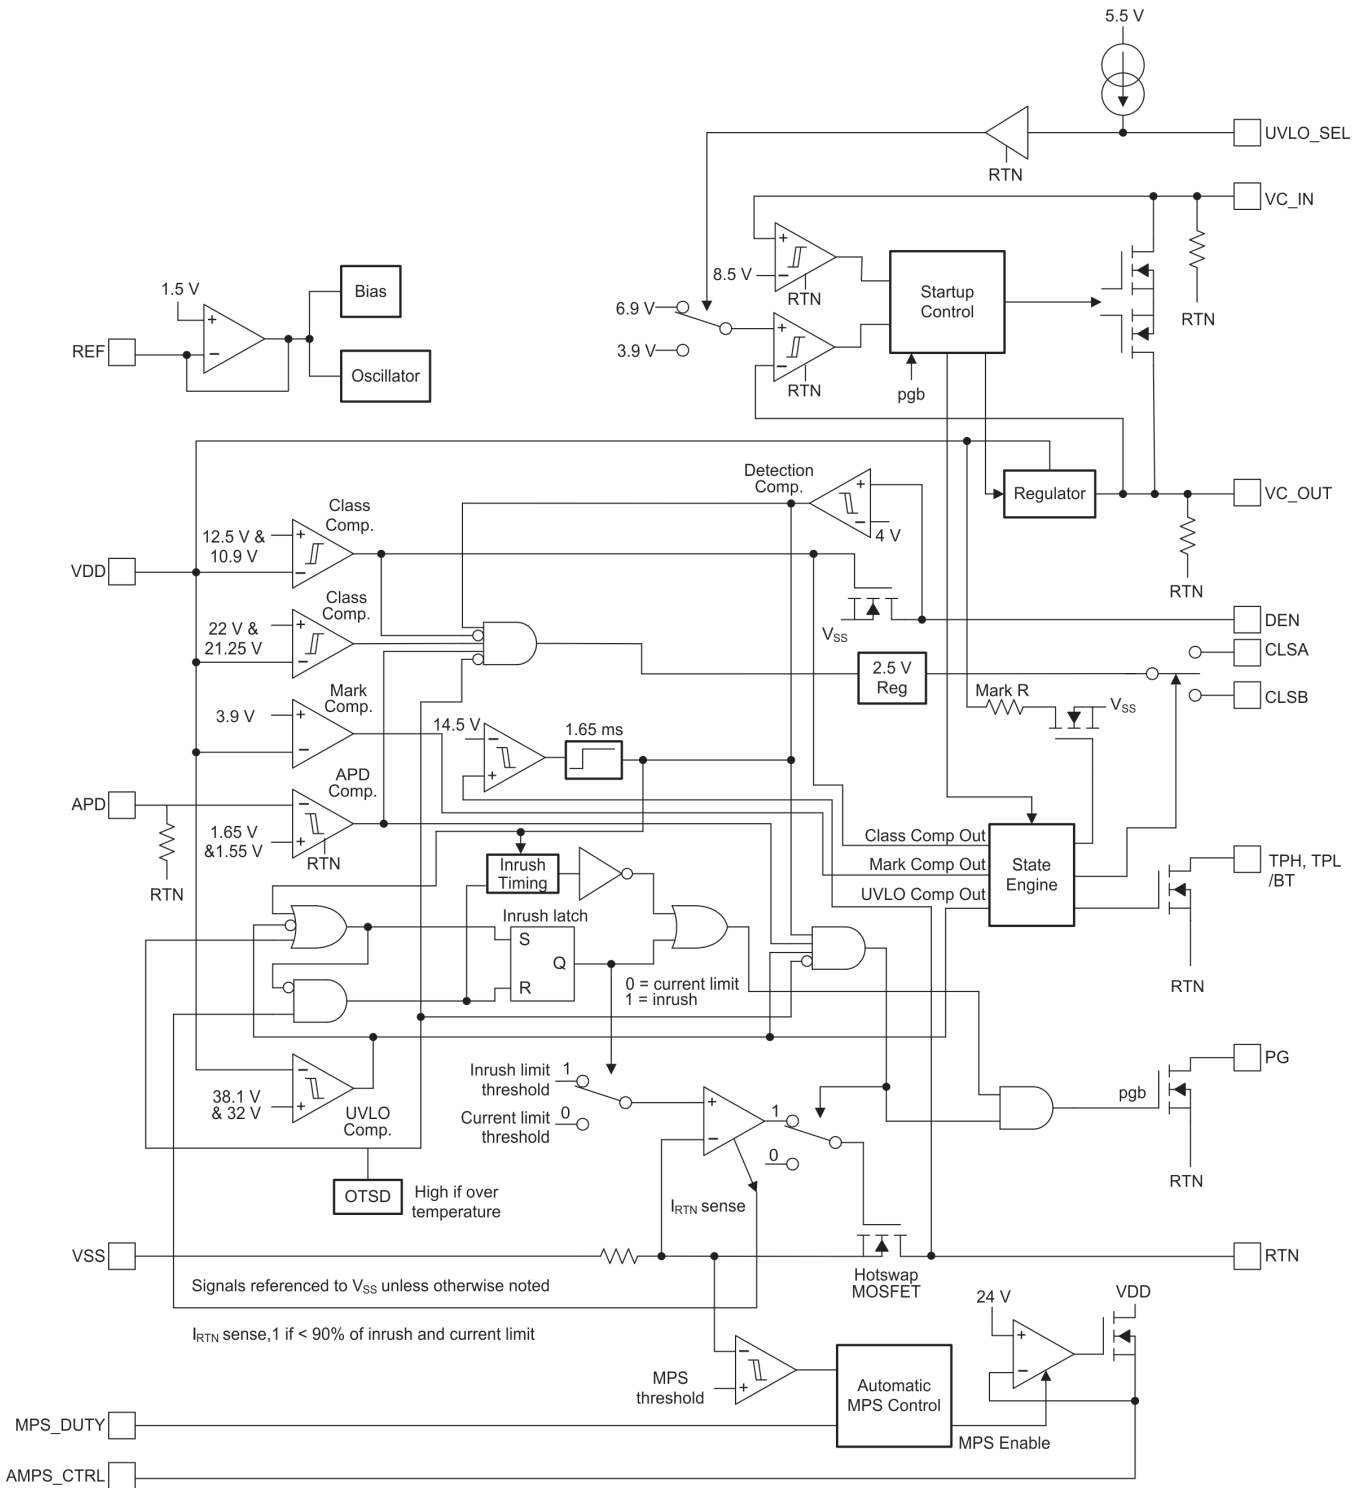 5.5 V
UVLO_SEL
RTN
VC_IN
8.5 V
RTN
Startup
Control
RTN
1.5 V
Bias
6.9 V
REF
3.9 V
RTN
Oscillator
pgb
Detection
Comp.
Regulator
VC_OUT
4 V
RTN
Class
Comp.
12.5 V &
10.9 V
VDD
Class
Comp.
22 V &
21.25 V
VSS
DEN
2.5 V
Reg
CLSA
CLSB
Mark
Comp.
3.9 V
Mark R
VSS
14.5 V
1.65 ms
APD
APD
Comp.
1.65 V
&1.55 V
RTN
RTN
Class Comp Out
Mark Comp Out
UVLO Comp Out
State
Engine
TPH, TPL
/BT
RTN
Inrush
Timing
Inrush latch
S
Q
R
0 = current limit
1 = inrush
38.1 V
& 32 V
UVLO
Comp.
Inrush limit
threshold
1
Current limit
threshold
0
1
0
PG
pgb
RTN
OTSD
High if over
temperature
IRTN sense
VSS
RTN
Hotswap
MOSFET
Signals referenced to VSS unless otherwise noted
IRTN sense,1 if < 90% of inrush and current limit
24 V
VDD
MPS
threshold
Automatic
MPS Control
MPS_DUTY
MPS Enable
AMPS_CTRL